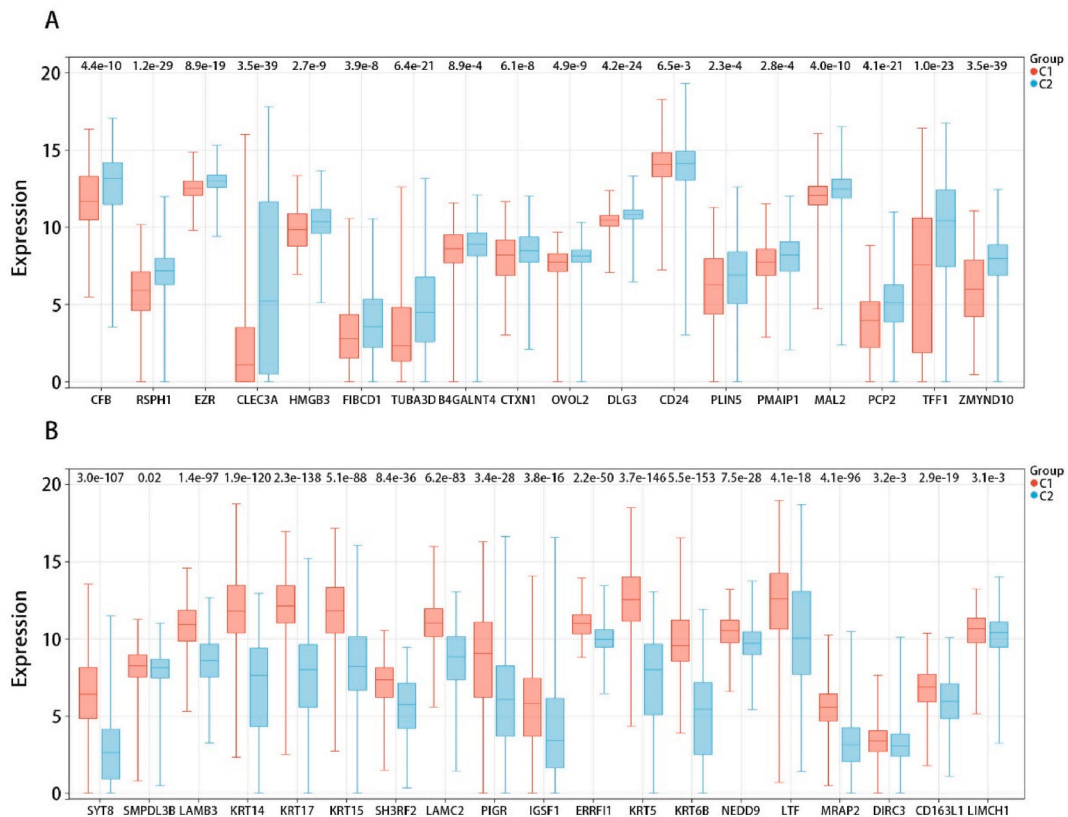 A
Group
C1
C2
4.4e-10 1.2e-29 8.9e-19 3.5e-39 2.7e-9 3.9e-8 6.4e-21 8.9e-4 6.1e-8 4.9e-9 4.2e-24 6.5e-3 2.3e-4 2.8e-4 4.0e-10 4.1e-21 1.0e-23 3.5e-39
20
15
10
5
0
Expression
CFB RSPH1 EZR CLEC3A HMGB3 FIBCD1 TUBA3D B4GALNT4 CTXN1 OVOL2 DLG3 CD24 PLIN5 PMAIP1 MAL2 PCP2 TFF1 ZMYND10
B
Group
C1
C2
3.0e-107 0.02 1.4e-97 1.9e-120 2.3e-138 5.1e-88 8.4e-36 6.2e-83 3.4e-28 3.8e-16 2.2e-50 3.7e-146 5.5e-153 7.5e-28 4.1e-18 4.1e-96 3.2e-3 2.9e-19 3.1e-3
20
15
10
5
0
Expression
SYT8 SMPDL3B LAMB3 KRT14 KRT17 KRT15 SH3RF2 LAMC2 PIGR IGSF1 ERRFI1 KRT5 KRT6B NEDD9 LTF MRAP2 DIRC3 CD163L1 LIMCH1